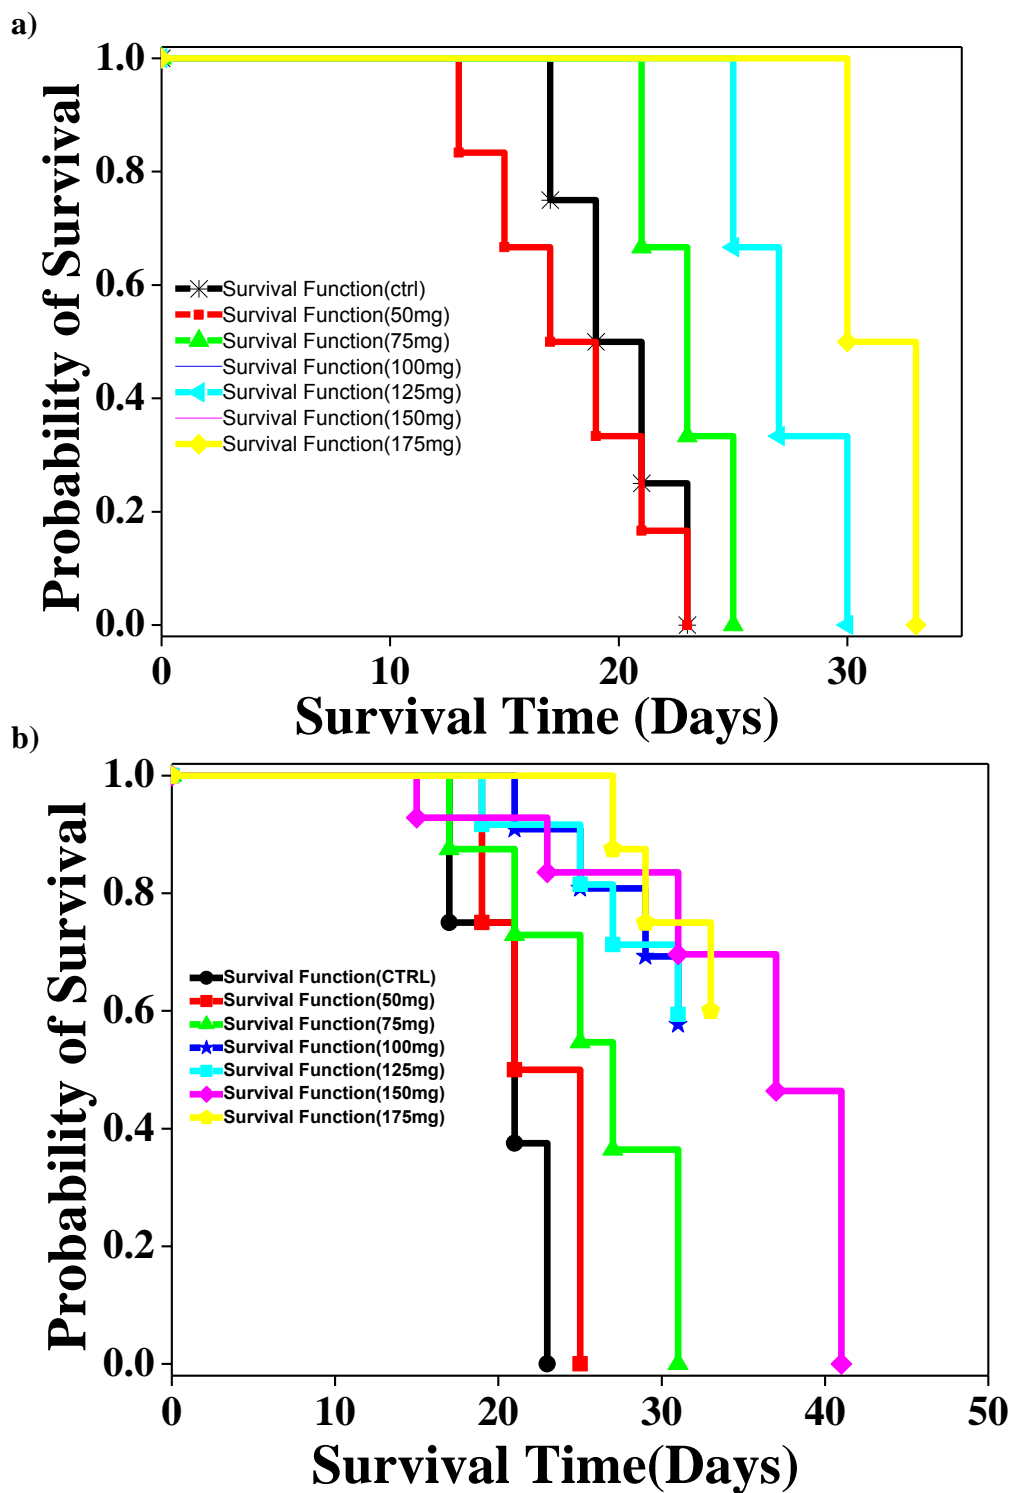 a)
1.0
0.8
0.6
0.4
0.2
0.0
Probability of Survival
Survival Function(ctrl)
Survival Function(50mg)
Survival Function(75mg)
Survival Function(100mg)
Survival Function(125mg)
Survival Function(150mg)
Survival Function(175mg)
0 10 20 30
Survival Time (Days)
b)
1.0
0.8
0.6
0.4
0.2
0.0
Probability of Survival
Survival Function(CTRL)
Survival Function(50mg)
Survival Function(75mg)
Survival Function(100mg)
Survival Function(125mg)
Survival Function(150mg)
Survival Function(175mg)
0 10 20 30 40 50
Survival Time(Days)